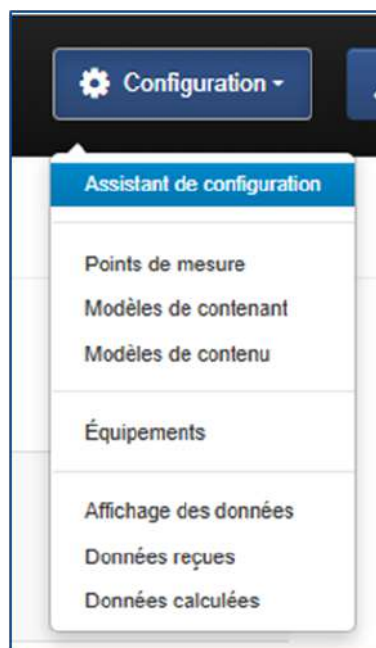 Configuration
Assistant de configuration
Points de mesure
Modèles de contenant
Modèles de contenu
Équipements
Affichage des données
Données reçues
Données calculées